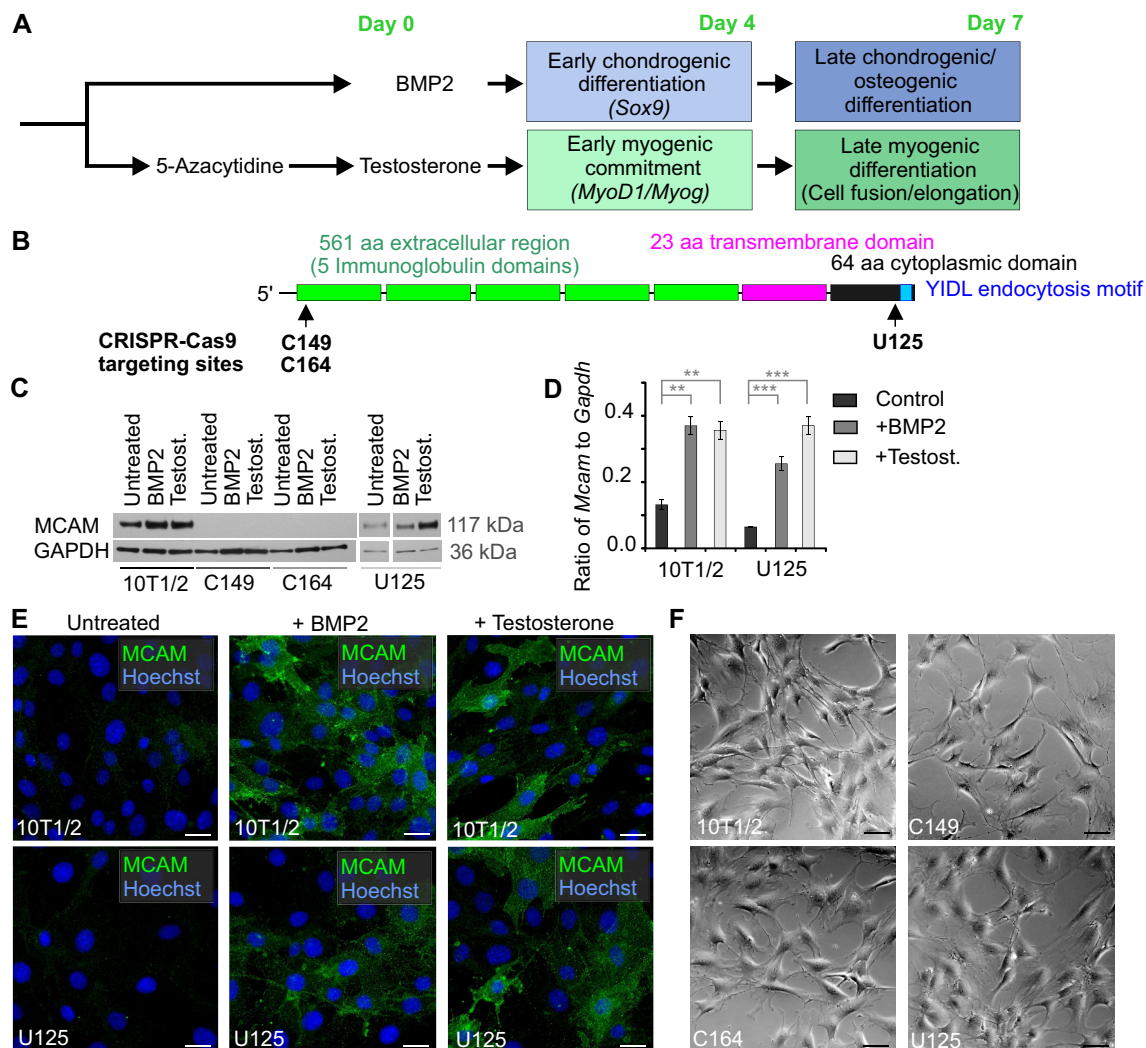 A
Day 0
Day 4
Day 7
BMP2
Early chondrogenic
differentiation
(Sox9)
Late chondrogenic/
osteogenic
differentiation
5-Azacytidine
Testosterone
Early myogenic
commitment
(MyoD1/Myog)
Late myogenic
differentiation
(Cell fusion/elongation)
B
561 aa extracellular region
(5 Immunoglobulin domains)
23 aa transmembrane domain
64 aa cytoplasmic domain
5'
YIDL endocytosis motif
CRISPR-Cas9
targeting sites
C149
C164
U125
C
Untreated
BMP2
Testost.
Untreated
BMP2
Testost.
Untreated
BMP2
Testost.
Untreated
BMP2
Testost.
MCAM
117 kDa
GAPDH
36 kDa
10T1/2
C149
C164
U125
D
Ratio of Mcam to Gapdh
0.4
0.2
0.0
**
**
***
***
Control
+BMP2
+Testost.
10T1/2
U125
E
Untreated
+ BMP2
+ Testosterone
MCAM
Hoechst
10T1/2
MCAM
Hoechst
10T1/2
MCAM
Hoechst
10T1/2
MCAM
Hoechst
U125
MCAM
Hoechst
U125
MCAM
Hoechst
U125
F
10T1/2
C149
C164
U125